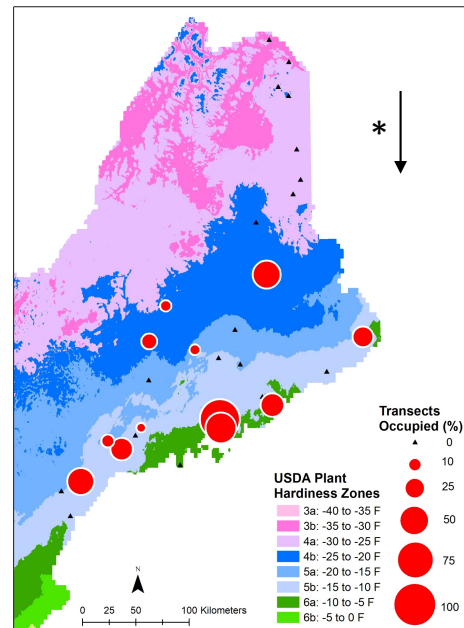 *
Transects
Occupied (%)
0
10
25
50
75
100
USDA Plant
Hardiness Zones
3a: -40 to -35 F
3b: -35 to -30 F
4a: -30 to -25 F
4b: -25 to -20 F
5a: -20 to -15 F
5b: -15 to -10 F
6a: -10 to -5 F
6b: -5 to 0 F
N
0 25 50 100 Kilometers